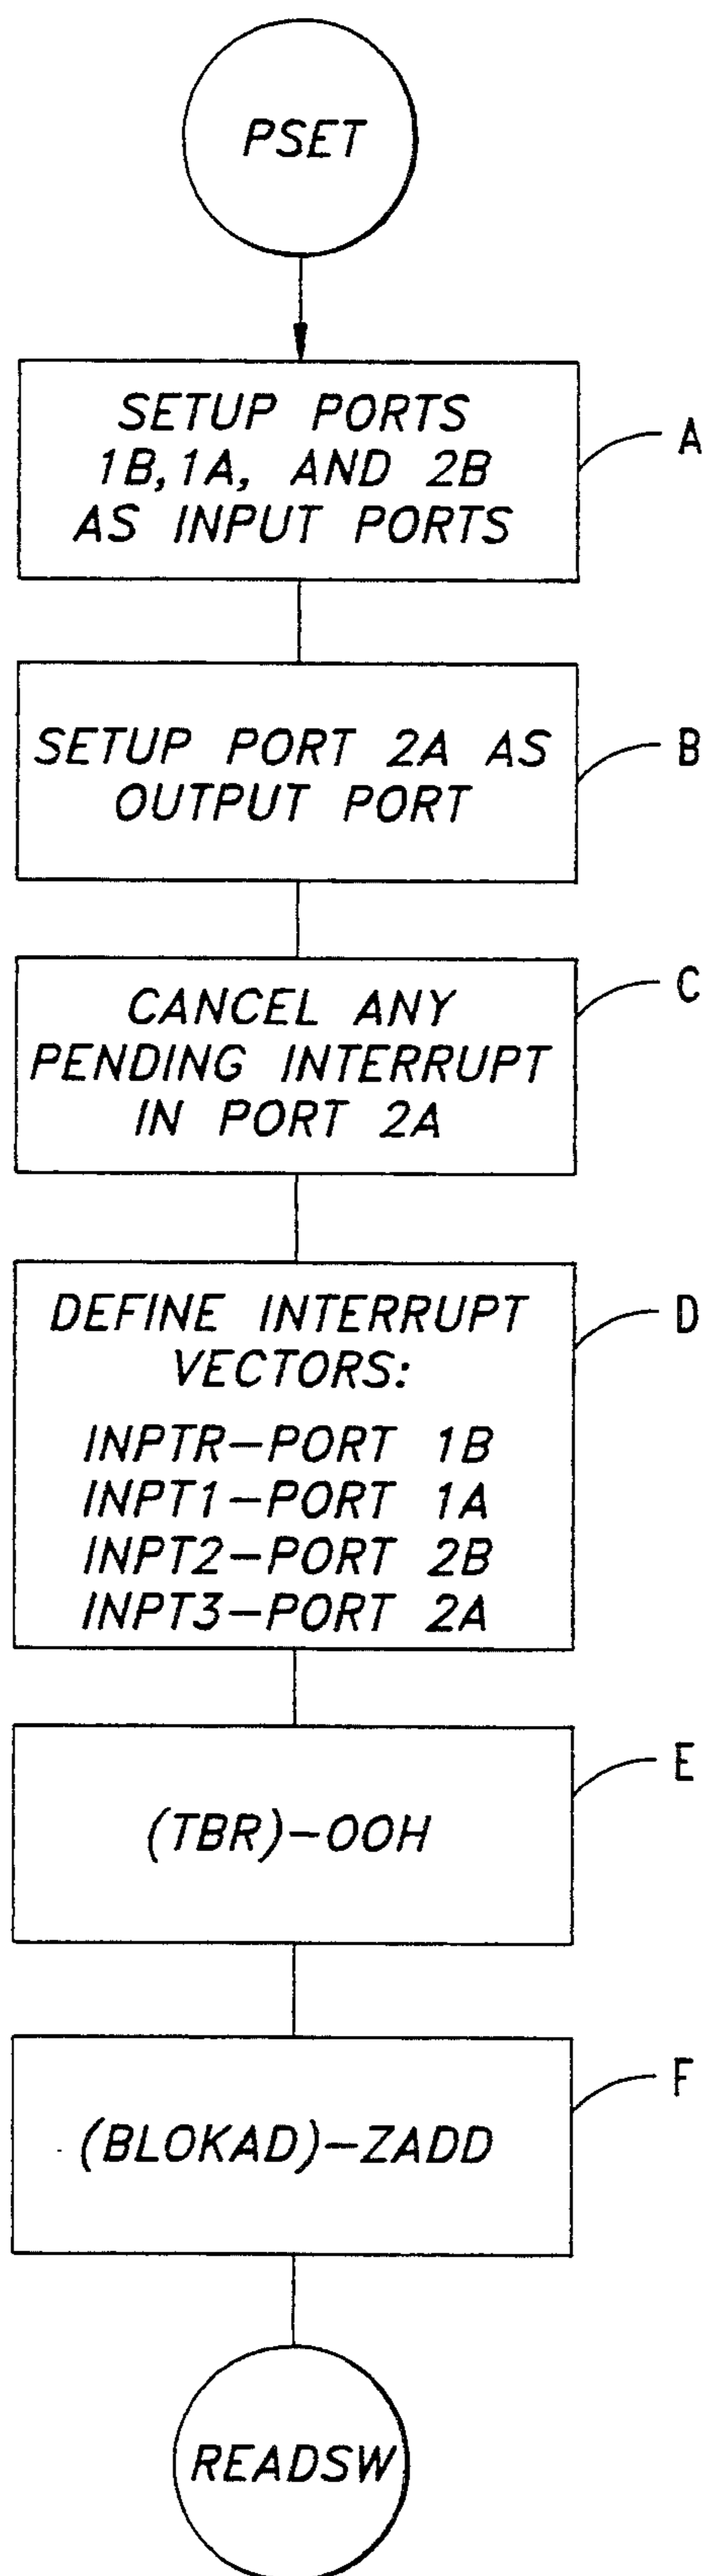 PSET
SETUP PORTS
1B,1A, AND 2B
AS INPUT PORTS
A
SETUP PORT 2A AS
OUTPUT PORT
B
CANCEL ANY
PENDING INTERRUPT
IN PORT 2A
C
DEFINE INTERRUPT
VECTORS:
INPTR-PORT 1B
INPT1-PORT 1A
INPT2-PORT 2B
INPT3-PORT 2A
D
(TBR)-OOH
E
(BLOKAD)-ZADD
F
READSW